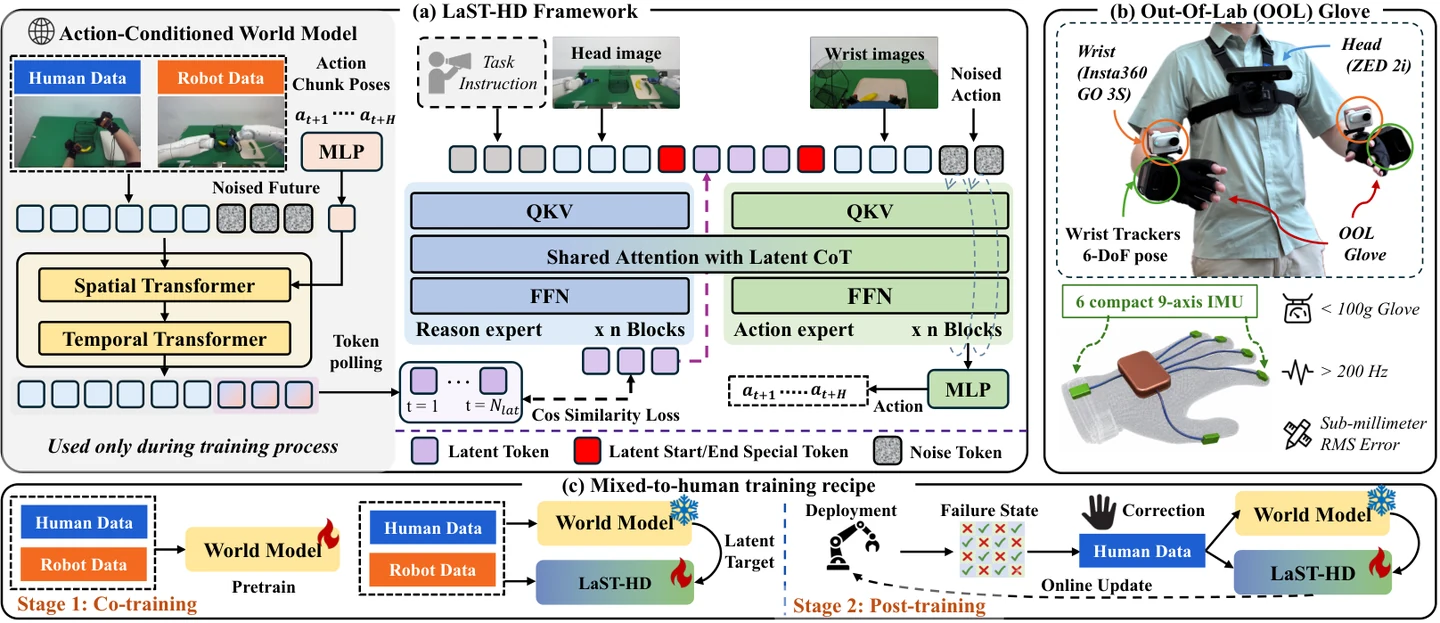 (a) LaST-HD Framework
Action-Conditioned World Model
Human Data
Robot Data
Action
Chunk Poses
a_{t+1} ···· a_{t+H}
MLP
Noised Future
Spatial Transformer
Temporal Transformer
Used only during training process
Token
polling
Task
Instruction
Head image
Wrist images
Noised
Action
QKV
QKV
Shared Attention with Latent CoT
FFN
FFN
Reason expert
x n Blocks
Action expert
x n Blocks
···
t = 1
t = N_{lat}
Cos Similarity Loss
a_{t+1} ····· a_{t+H}
Action
MLP
Latent Token
Latent Start/End Special Token
Noise Token
(b) Out-Of-Lab (OOL) Glove
Wrist
(Insta360
GO 3S)
Head
(ZED 2i)
Wrist Trackers
6-DoF pose
OOL
Glove
6 compact 9-axis IMU
< 100g Glove
> 200 Hz
Sub-millimeter
RMS Error
(c) Mixed-to-human training recipe
Human Data
Robot Data
World Model
Pretrain
Stage 1: Co-training
Human Data
Robot Data
World Model
LaST-HD
Latent
Target
Deployment
Failure State
Correction
Human Data
World Model
LaST-HD
Online Update
Stage 2: Post-training